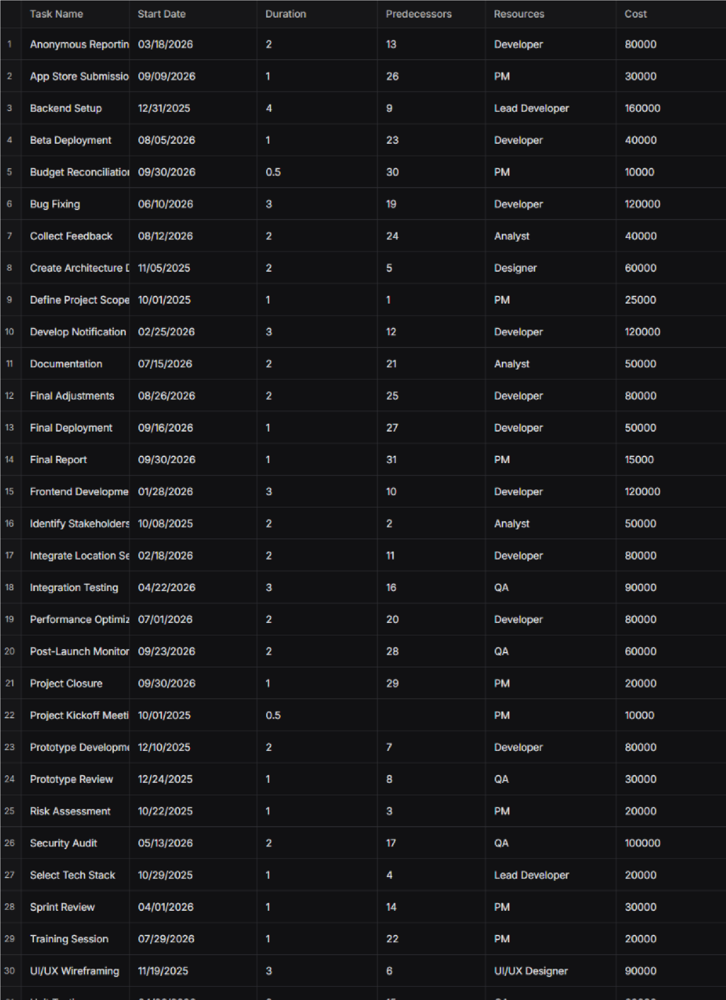 Task Name Start Date Duration Predecessors Resources Cost
1 Anonymous Reportin 03/18/2026 2 13 Developer 80000
2 App Store Submissio 09/09/2026 1 26 PM 30000
3 Backend Setup 12/31/2025 4 9 Lead Developer 160000
4 Beta Deployment 08/05/2026 1 23 Developer 40000
5 Budget Reconciliation 09/30/2026 0.5 30 PM 10000
6 Bug Fixing 06/10/2026 3 19 Developer 120000
7 Collect Feedback 08/12/2026 2 24 Analyst 40000
8 Create Architecture D 11/05/2025 2 5 Designer 60000
9 Define Project Scope 10/01/2025 1 1 PM 25000
10 Develop Notification 02/25/2026 3 12 Developer 120000
11 Documentation 07/15/2026 2 21 Analyst 50000
12 Final Adjustments 08/26/2026 2 25 Developer 80000
13 Final Deployment 09/16/2026 1 27 Developer 50000
14 Final Report 09/30/2026 1 31 PM 15000
15 Frontend Developme 01/28/2026 3 10 Developer 120000
16 Identify Stakeholders 10/08/2025 2 2 Analyst 50000
17 Integrate Location Se 02/18/2026 2 11 Developer 80000
18 Integration Testing 04/22/2026 3 16 QA 90000
19 Performance Optimiz 07/01/2026 2 20 Developer 80000
20 Post-Launch Monitor 09/23/2026 2 28 QA 60000
21 Project Closure 09/30/2026 1 29 PM 20000
22 Project Kickoff Meeti 10/01/2025 0.5 PM 10000
23 Prototype Developme 12/10/2025 2 7 Developer 80000
24 Prototype Review 12/24/2025 1 8 QA 30000
25 Risk Assessment 10/22/2025 1 3 PM 20000
26 Security Audit 05/13/2026 2 17 QA 100000
27 Select Tech Stack 10/29/2025 1 4 Lead Developer 20000
28 Sprint Review 04/01/2026 1 14 PM 30000
29 Training Session 07/29/2026 1 22 PM 20000
30 UI/UX Wireframing 11/19/2025 3 6 UI/UX Designer 90000